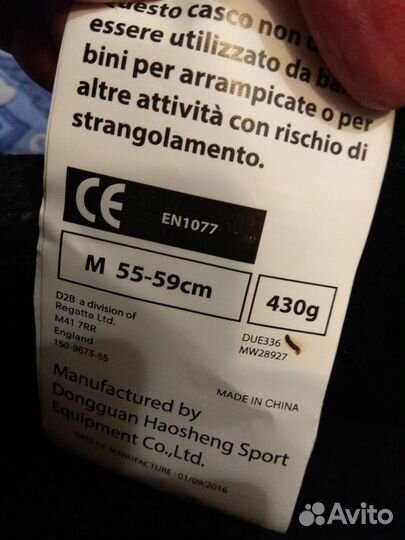 Questo casco non
essere utilizzato da bam
bini per arrampicate o per
altre attività con rischio di
strangolamento.
CE EN1077
M 55-59cm 430g
D2B a division of
Regatta Ltd.
M41 7RR
England
150-9673-55
DUE336
MW28927
MADE IN CHINA
Manufactured by
Dongguan Haosheng Sport
Equipment Co.,Ltd.
DATE OF MANUFACTURE : 01/09/2016
Avito